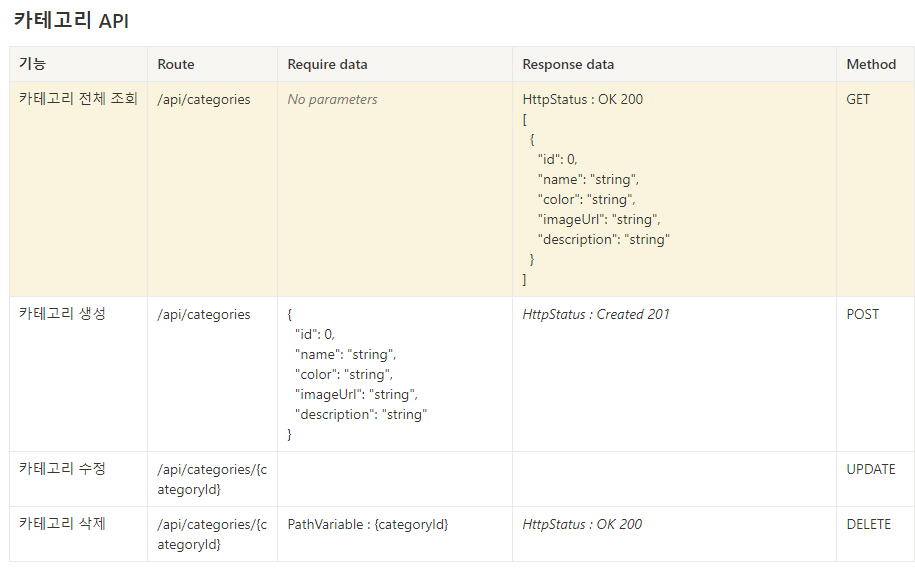 카테고리 API
기능 Route Require data Response data Method
카테고리 전체 조회 /api/categories No parameters HttpStatus : OK 200 GET
[
{
"id": 0,
"name": "string",
"color": "string",
"imageUrl": "string",
"description": "string"
}
]
카테고리 생성 /api/categories { HttpStatus : Created 201 POST
"id": 0,
"name": "string",
"color": "string",
"imageUrl": "string",
"description": "string"
}
카테고리 수정 /api/categories/{c UPDATE
ategoryId}
카테고리 삭제 /api/categories/{c PathVariable : {categoryId} HttpStatus : OK 200 DELETE
ategoryId}